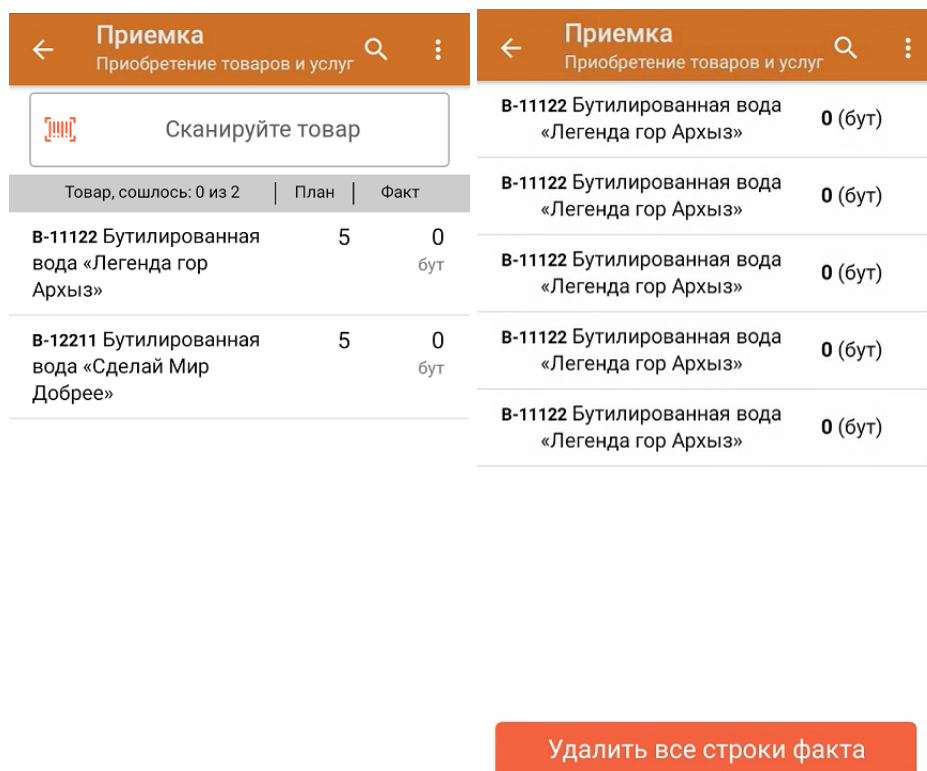 Приемка
Приобретение товаров и услуг
Сканируйте товар
Товар, сошлось: 0 из 2 | План | Факт
В-11122 Бутилированная 5 0
вода «Легенда гор бут
Архыз»
В-12211 Бутилированная 5 0
вода «Сделай Мир бут
Добрее»
Приемка
Приобретение товаров и услуг
В-11122 Бутилированная вода
«Легенда гор Архыз» 0 (бут)
В-11122 Бутилированная вода
«Легенда гор Архыз» 0 (бут)
В-11122 Бутилированная вода
«Легенда гор Архыз» 0 (бут)
В-11122 Бутилированная вода
«Легенда гор Архыз» 0 (бут)
В-11122 Бутилированная вода
«Легенда гор Архыз» 0 (бут)
Удалить все строки факта